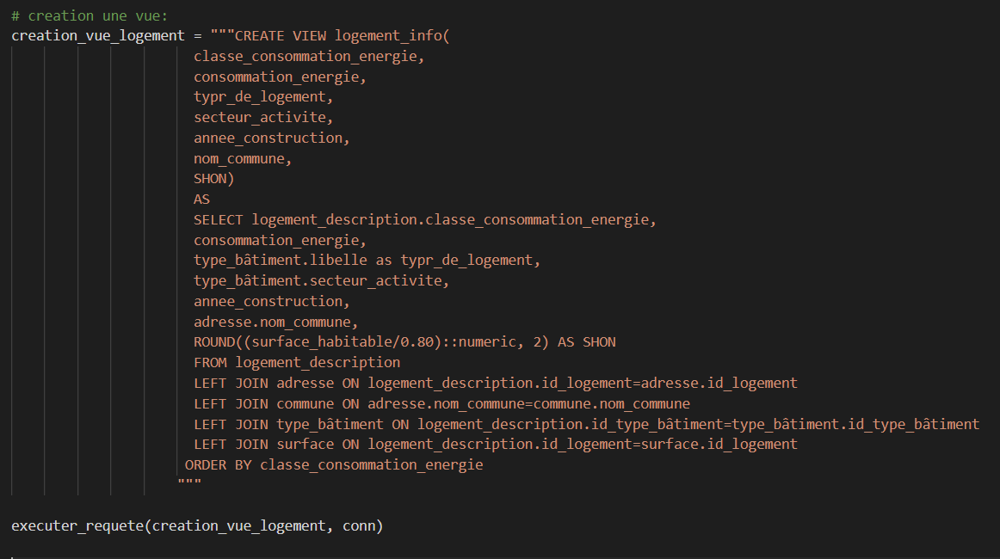 # creation une vue:
creation_vue_logement = """CREATE VIEW logement_info(
classe_consommation_energie,
consommation_energie,
typr_de_logement,
secteur_activite,
annee_construction,
nom_commune,
SHON)
AS
SELECT logement_description.classe_consommation_energie,
consommation_energie,
type_bâtiment.libelle as typr_de_logement,
type_bâtiment.secteur_activite,
annee_construction,
adresse.nom_commune,
ROUND((surface_habitable/0.80)::numeric, 2) AS SHON
FROM logement_description
LEFT JOIN adresse ON logement_description.id_logement=adresse.id_logement
LEFT JOIN commune ON adresse.nom_commune=commune.nom_commune
LEFT JOIN type_bâtiment ON logement_description.id_type_bâtiment=type_bâtiment.id_type_bâtiment
LEFT JOIN surface ON logement_description.id_logement=surface.id_logement
ORDER BY classe_consommation_energie
"""
executer_requete(creation_vue_logement, conn)